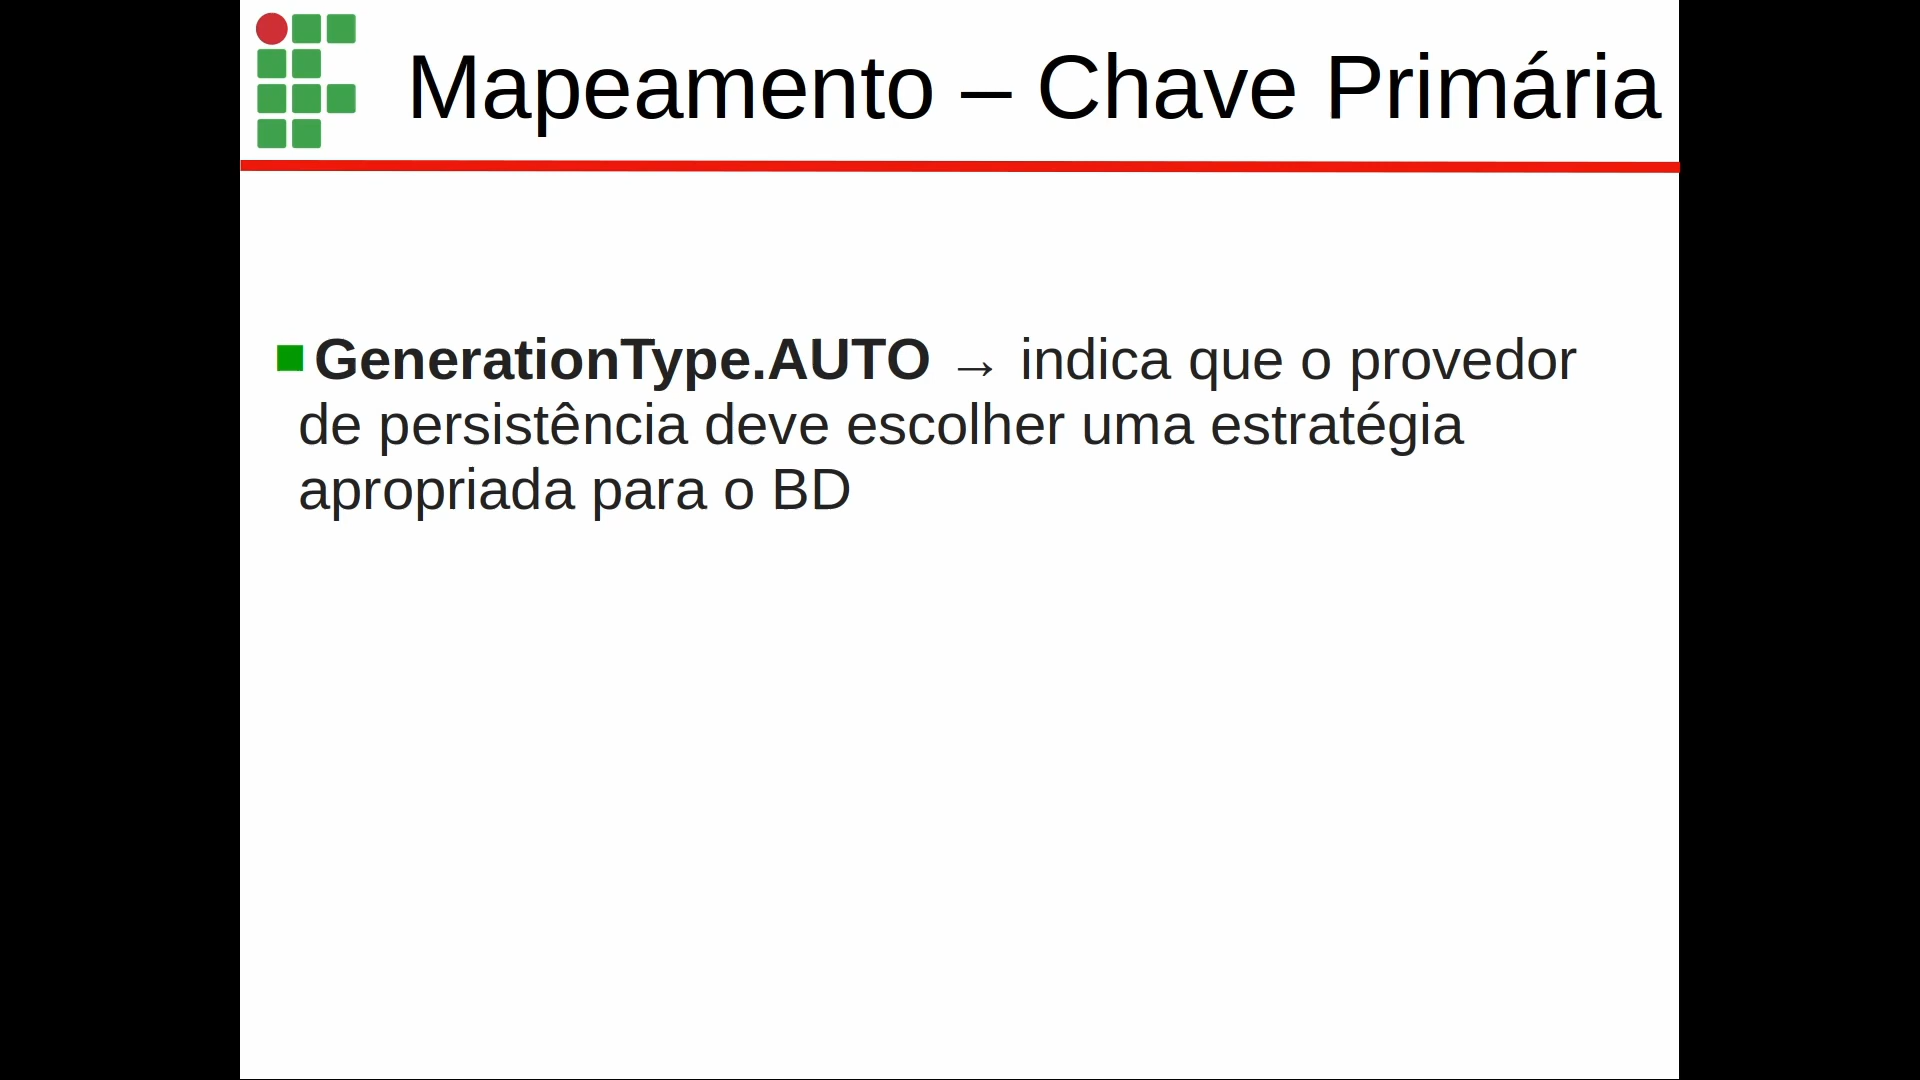 Mapeamento – Chave Primária
GenerationType.AUTO → indica que o provedor
de persistência deve escolher uma estratégia
apropriada para o BD